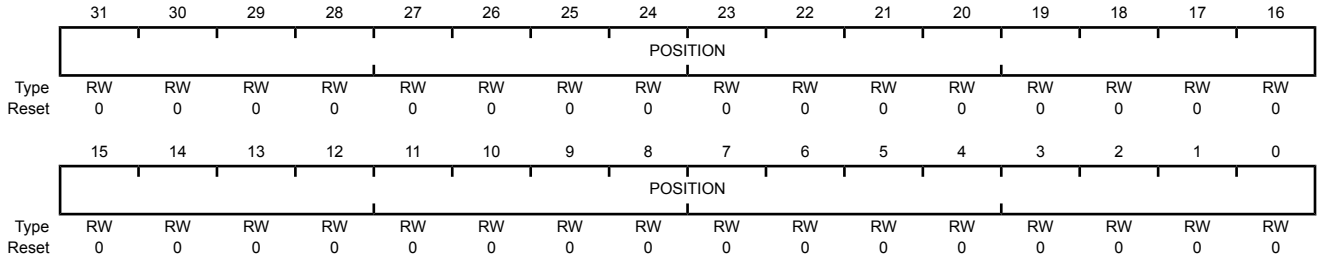 31 30 29 28 27 26 25 24 23 22 21 20 19 18 17 16
POSITION
Type RW RW RW RW RW RW RW RW RW RW RW RW RW RW RW RW
Reset 0 0 0 0 0 0 0 0 0 0 0 0 0 0 0 0
15 14 13 12 11 10 9 8 7 6 5 4 3 2 1 0
POSITION
Type RW RW RW RW RW RW RW RW RW RW RW RW RW RW RW RW
Reset 0 0 0 0 0 0 0 0 0 0 0 0 0 0 0 0